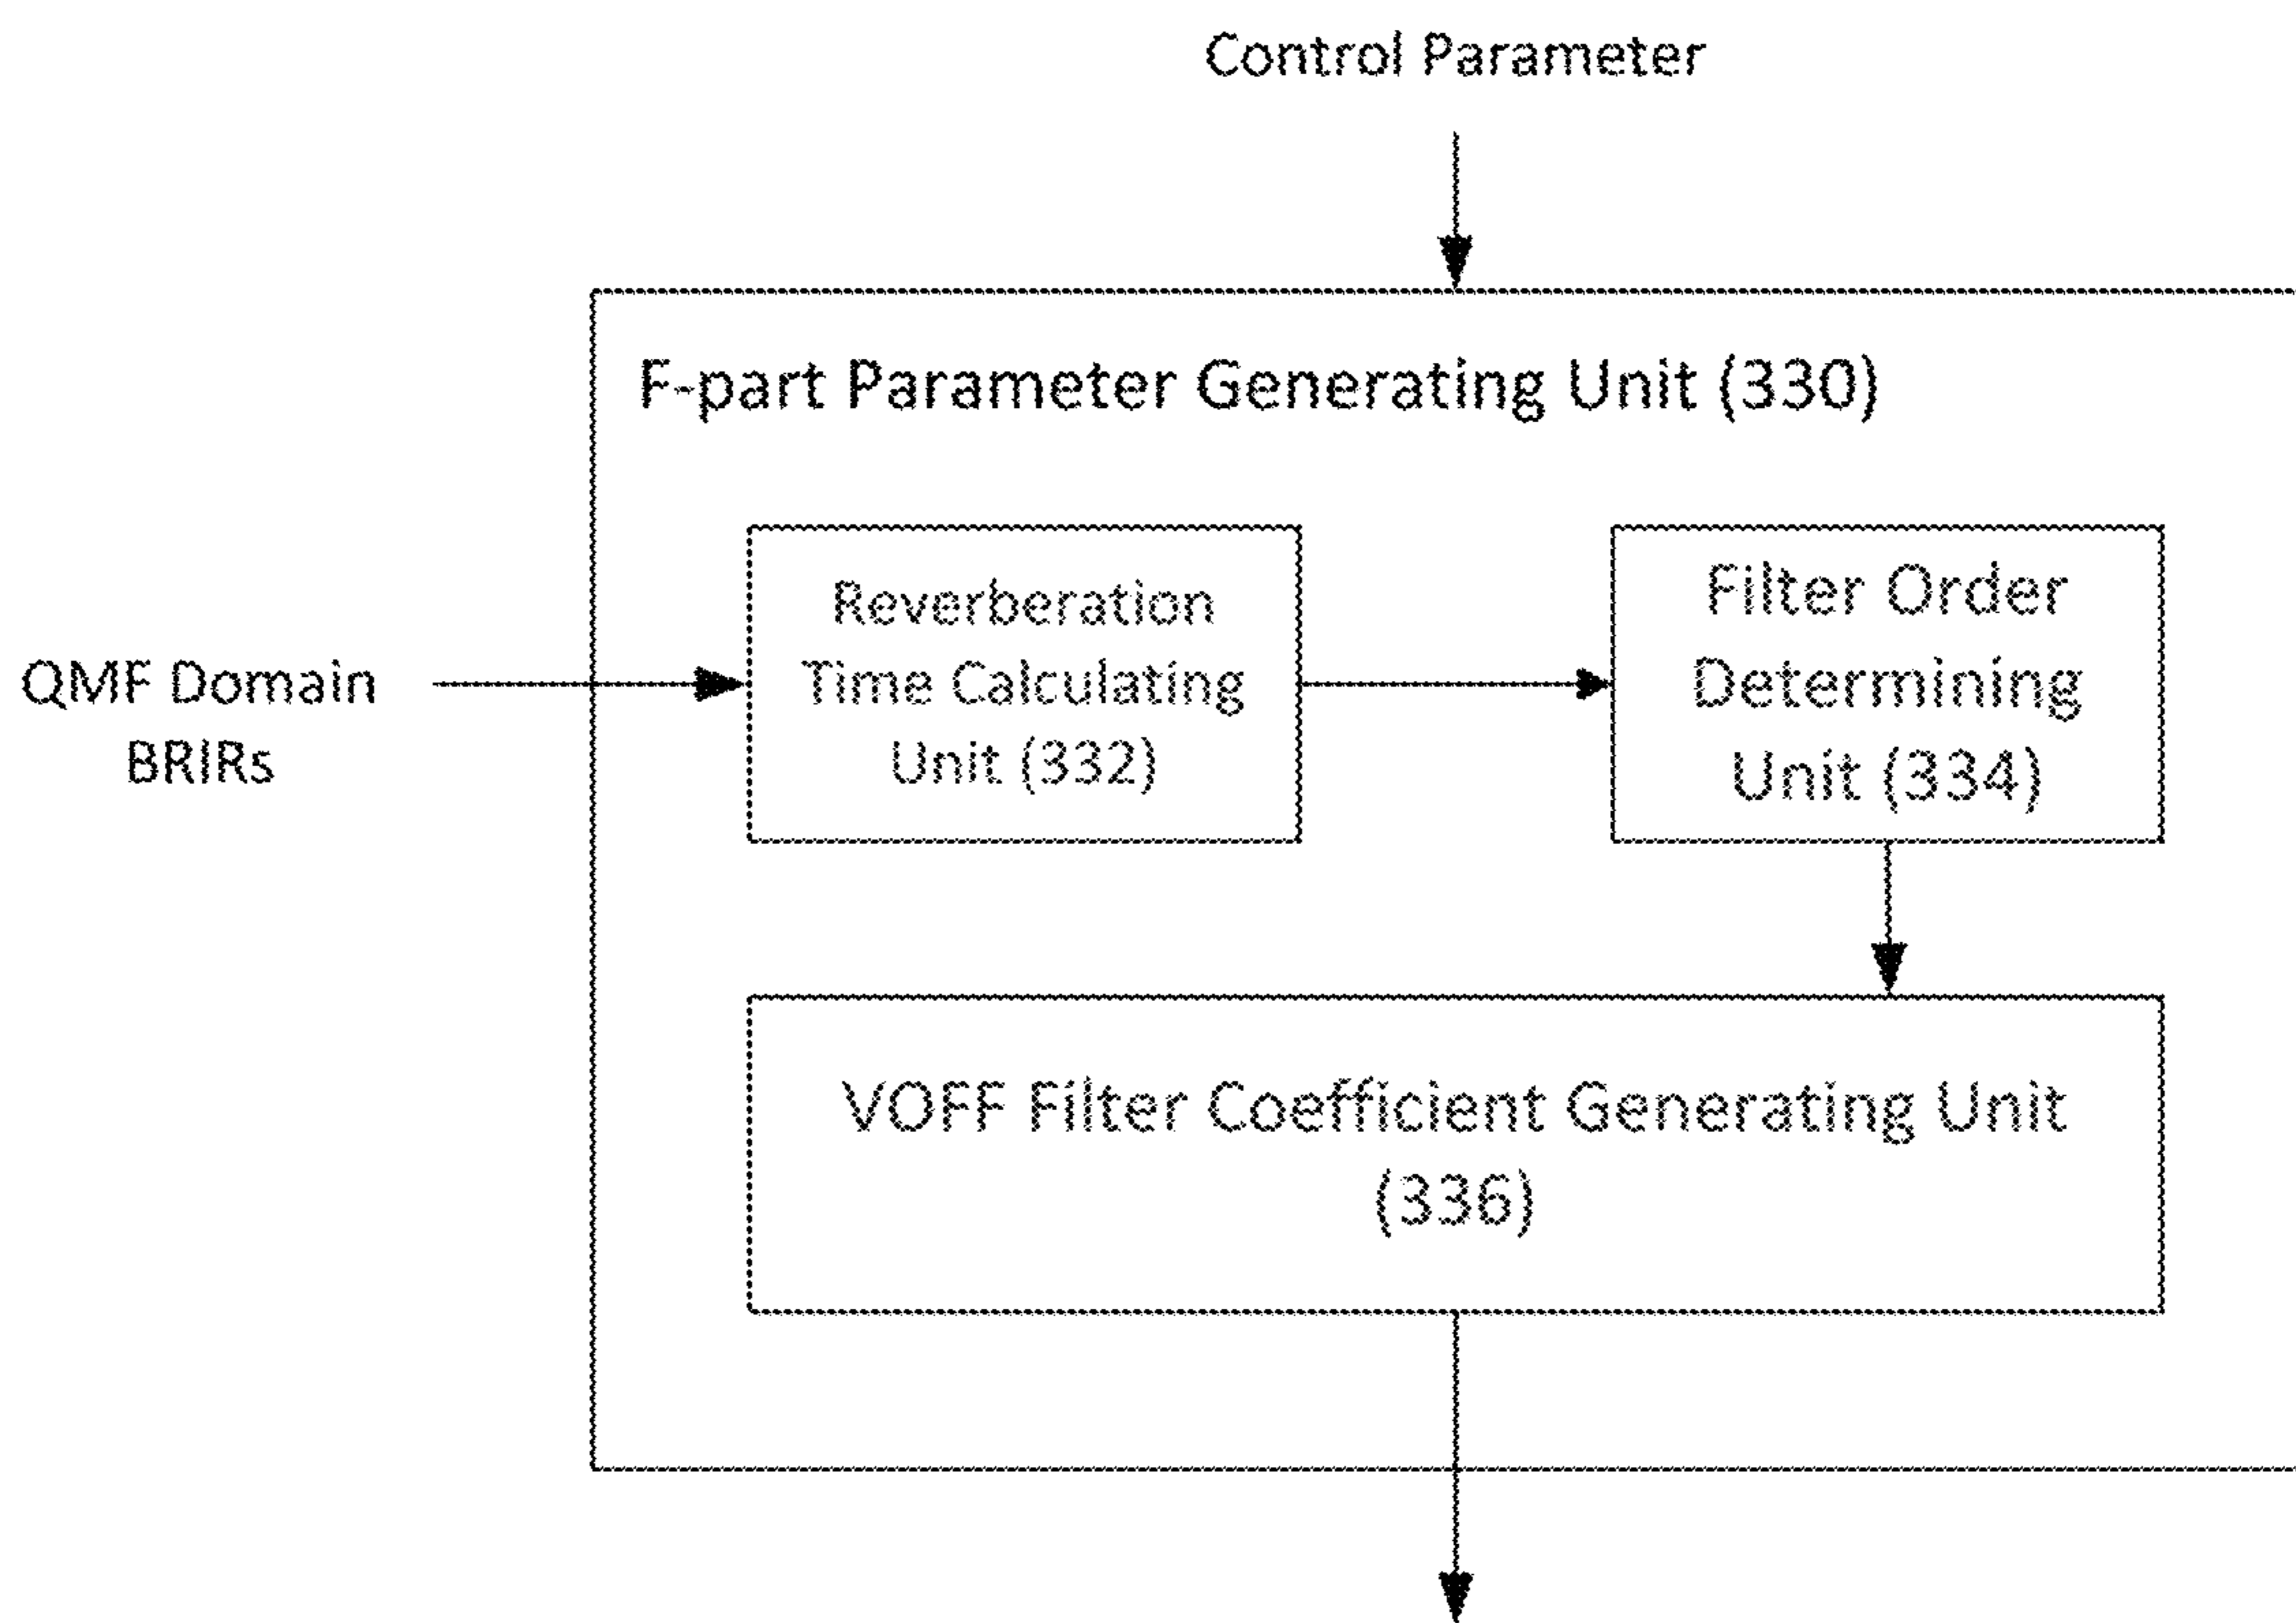 Control Parameter
F-part Parameter Generating Unit (330)
QMF Domain
BRIRs
Reverberation
Time Calculating
Unit (332)
Filter Order
Determining
Unit (334)
VOFF Filter Coefficient Generating Unit
(336)